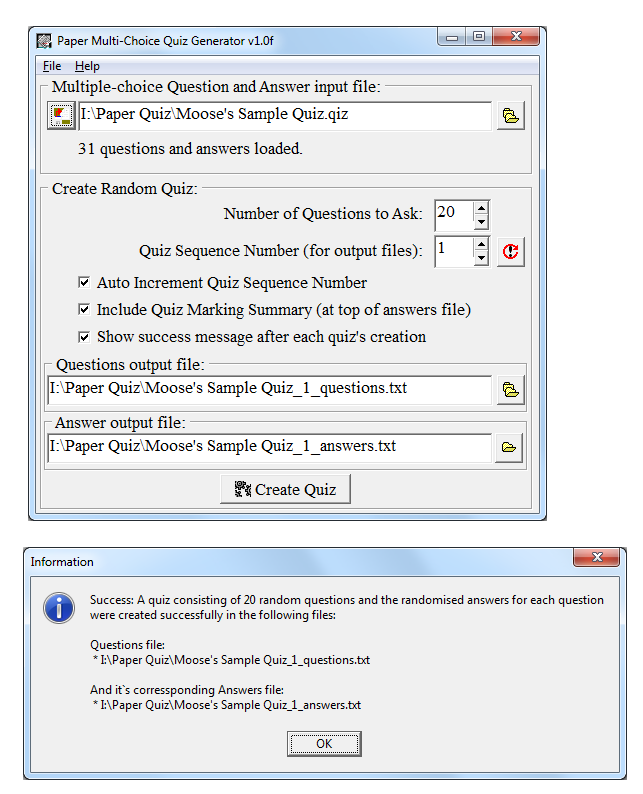 Paper Multi-Choice Quiz Generator v1.0f
File Help
Multiple-choice Question and Answer input file:
I:\Paper Quiz\Moose's Sample Quiz.qiz
31 questions and answers loaded.
Create Random Quiz:
Number of Questions to Ask: 20
Quiz Sequence Number (for output files): 1
Auto Increment Quiz Sequence Number
Include Quiz Marking Summary (at top of answers file)
Show success message after each quiz's creation
Questions output file:
I:\Paper Quiz\Moose's Sample Quiz_1_questions.txt
Answer output file:
I:\Paper Quiz\Moose's Sample Quiz_1_answers.txt
Create Quiz
Information
Success: A quiz consisting of 20 random questions and the randomised answers for each question
were created successfully in the following files:
Questions file:
* I:\Paper Quiz\Moose's Sample Quiz_1_questions.txt
And it`s corressponding Answers file:
* I:\Paper Quiz\Moose's Sample Quiz_1_answers.txt
OK